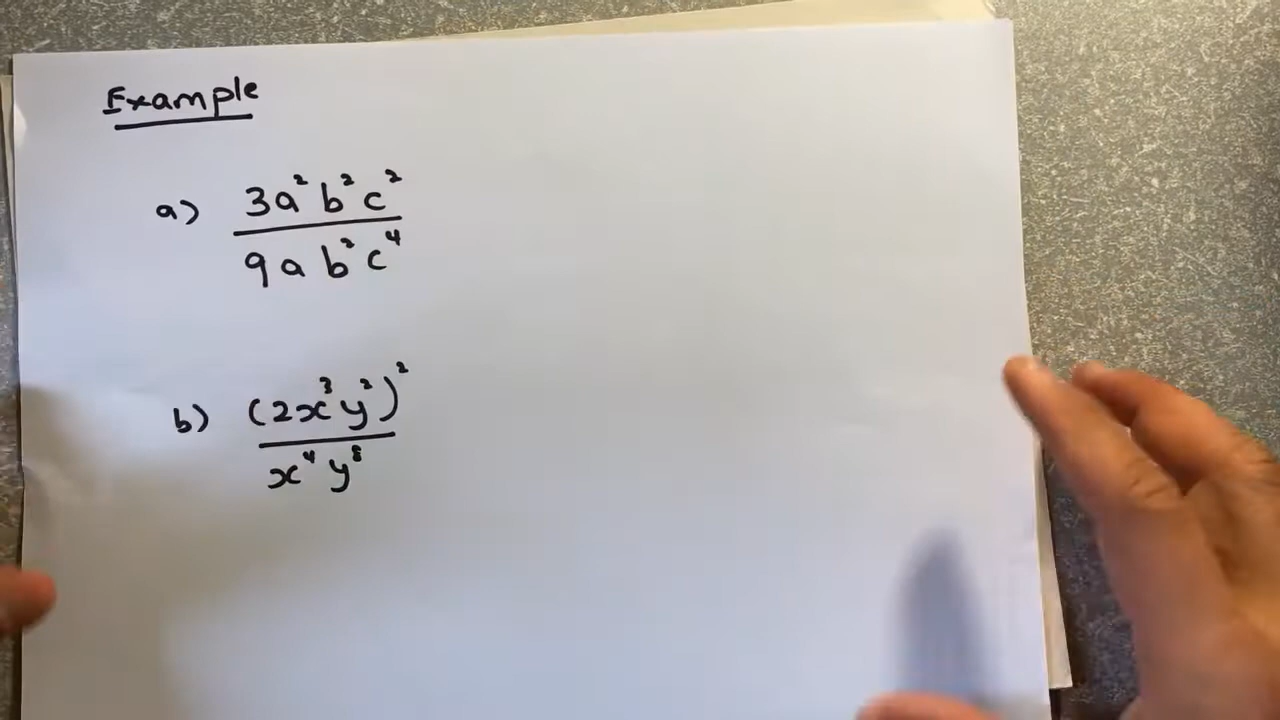 Example
a) 3a²b²c²
9ab²c⁴
b) (2x³y²)²
x⁴y⁸